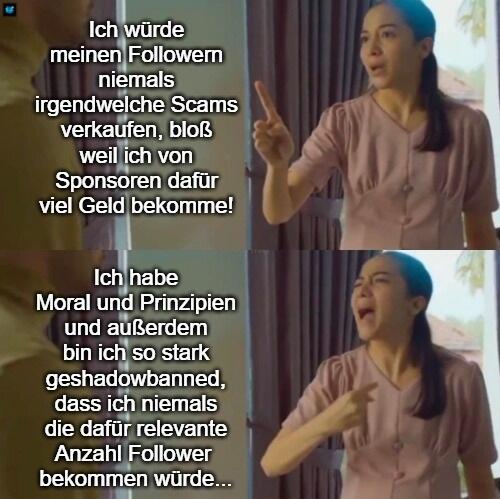 Ich würde
meinen Followern
niemals
irgendwelche Scams
verkaufen, bloß
weil ich von
Sponsoren dafür
viel Geld bekomme!
Ich habe
Moral und Prinzipien
und außerdem
bin ich so stark
geshadowbanned,
dass ich niemals
die dafür relevante
Anzahl Follower
bekommen würde...